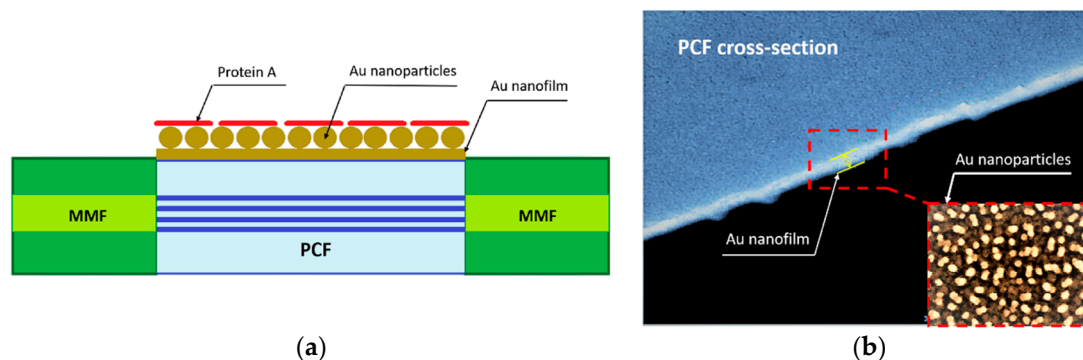 Protein A
Au nanoparticles
Au nanofilm
MMF
MMF
PCF
(a)
PCF cross-section
Au nanoparticles
Au nanofilm
(b)